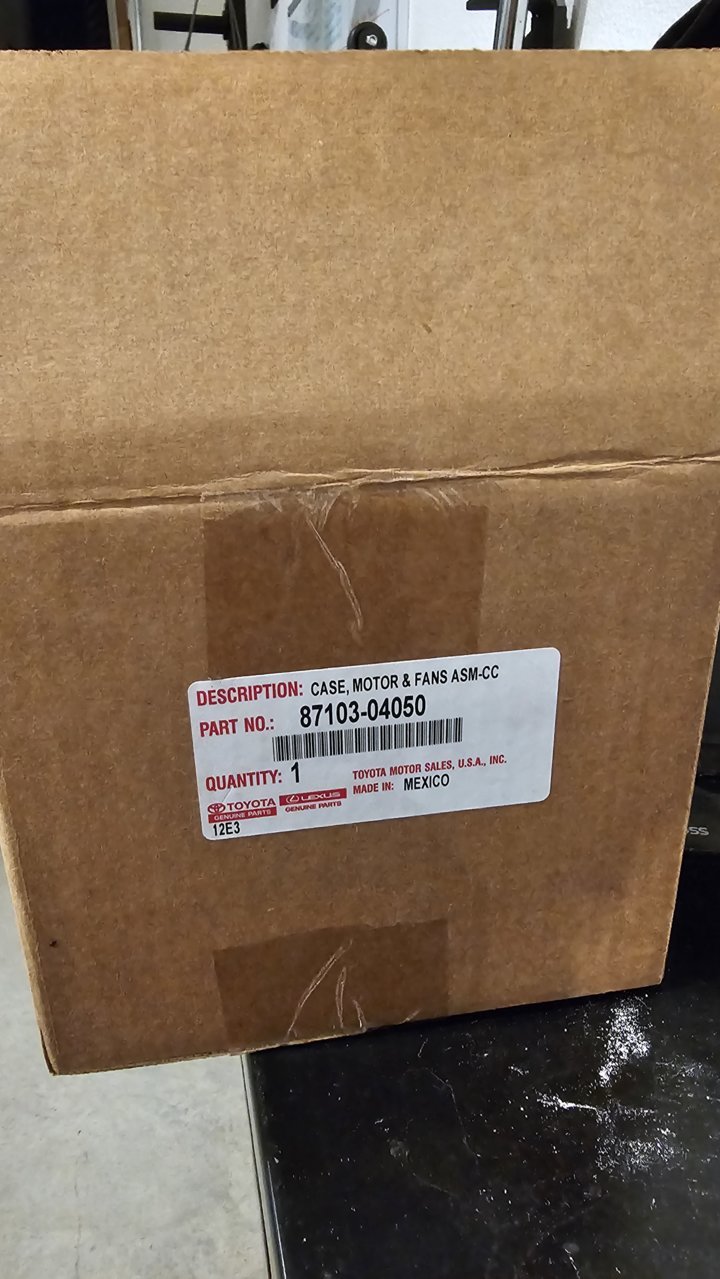 DESCRIPTION: CASE, MOTOR & FANS ASM-CC
PART NO.: 87103-04050
QUANTITY: 1
TOYOTA MOTOR SALES, U.S.A., INC.
MADE IN: MEXICO
TOYOTA
GENUINE PARTS
LEXUS
GENUINE PARTS
12E3